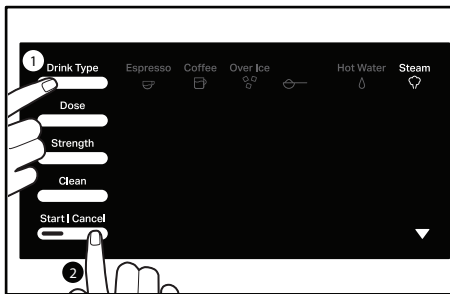 1
Drink Type
Espresso Coffee Over Ice Hot Water Steam
Dose
Strength
Clean
Start | Cancel
2